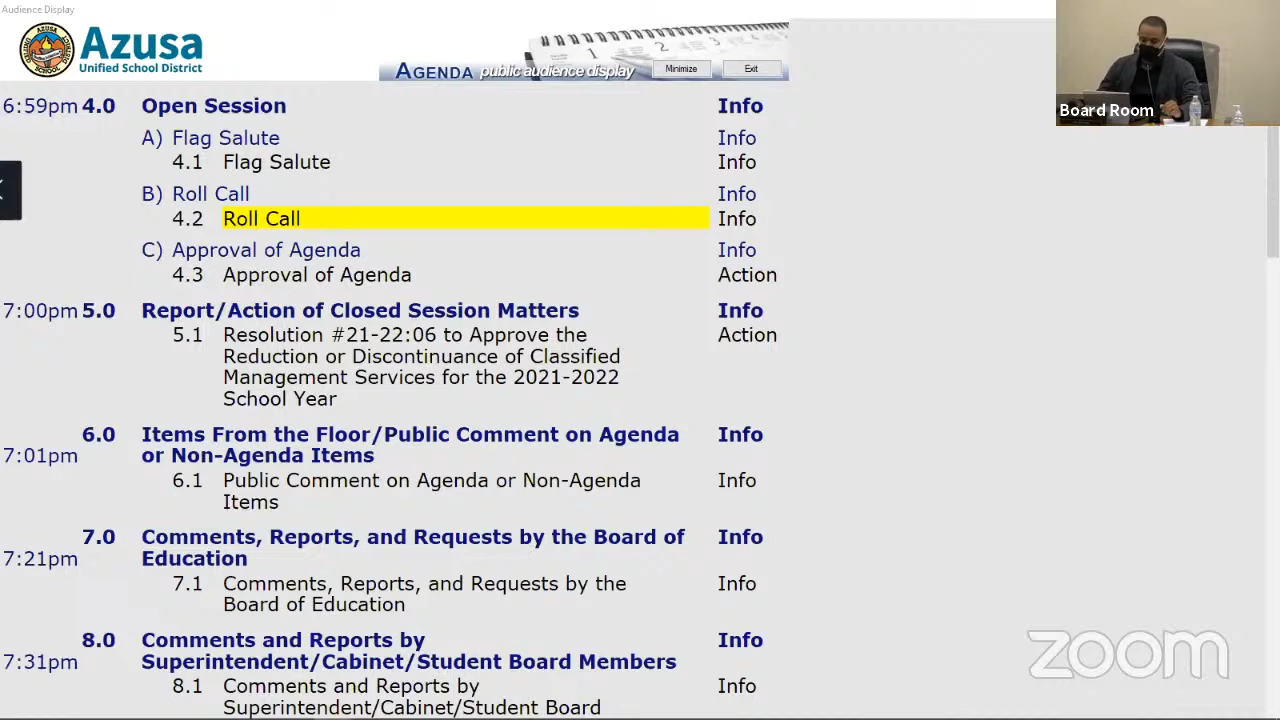 Audience Display
Azusa
Unified School District
AGENDA public audience display
Minimize
Exit
Board Room
6:59pm 4.0 Open Session Info
A) Flag Salute Info
4.1 Flag Salute Info
B) Roll Call Info
4.2 Roll Call Info
C) Approval of Agenda Info
4.3 Approval of Agenda Action
7:00pm 5.0 Report/Action of Closed Session Matters Info
5.1 Resolution #21-22:06 to Approve the Action
Reduction or Discontinuance of Classified
Management Services for the 2021-2022
School Year
6.0 Items From the Floor/Public Comment on Agenda Info
7:01pm or Non-Agenda Items
6.1 Public Comment on Agenda or Non-Agenda Info
Items
7.0 Comments, Reports, and Requests by the Board of Info
7:21pm Education
7.1 Comments, Reports, and Requests by the Info
Board of Education
8.0 Comments and Reports by Info
7:31pm Superintendent/Cabinet/Student Board Members
8.1 Comments and Reports by Info
Superintendent/Cabinet/Student Board
zoom